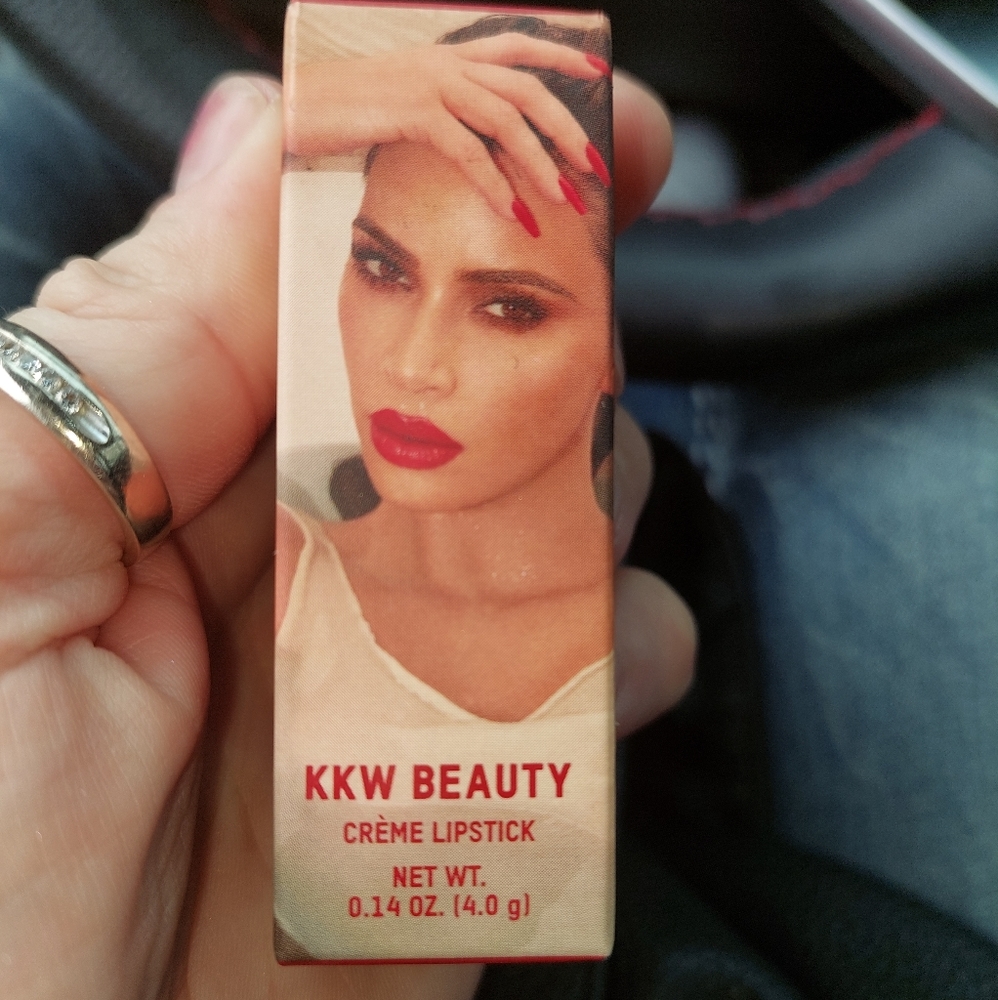 KKW BEAUTY
CRÈME LIPSTICK
NET WT.
0.14 OZ. (4.0 g)